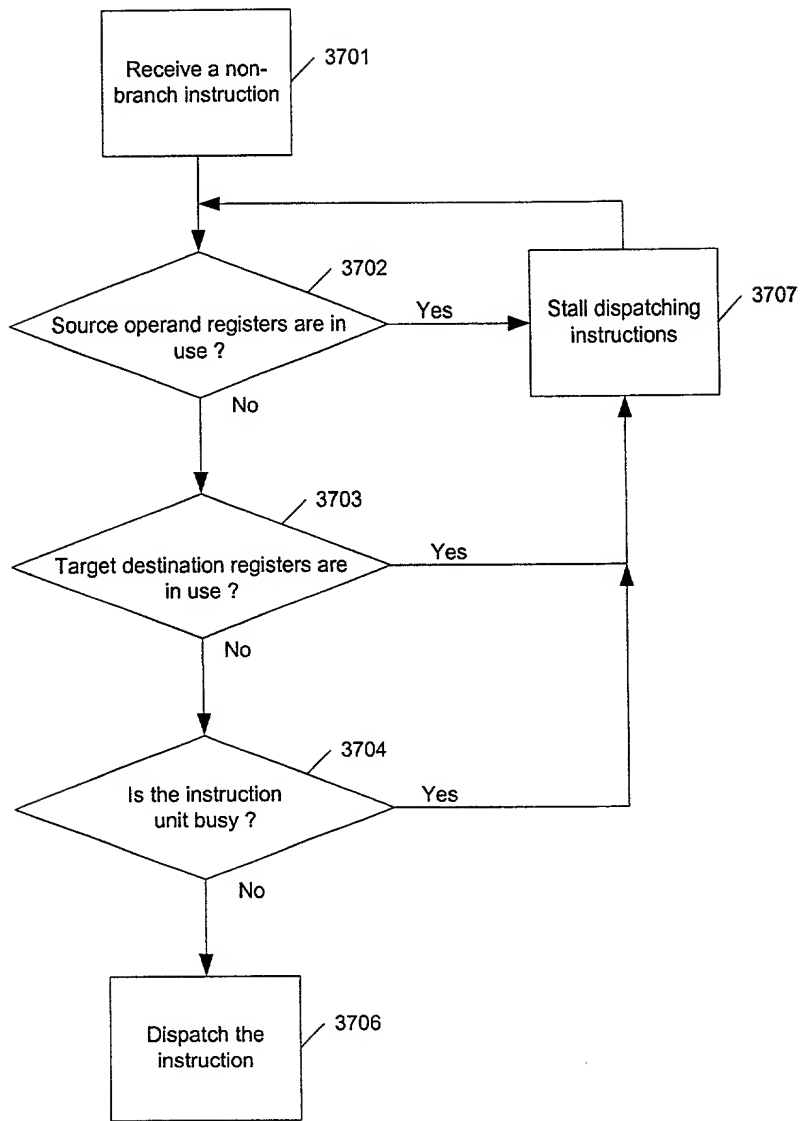 Receive a non-
branch instruction
3701
3702
Source operand registers are in
use ?
Yes
Stall dispatching
instructions
3707
No
3703
Target destination registers are
in use ?
Yes
No
3704
Is the instruction
unit busy ?
Yes
No
Dispatch the
instruction
3706